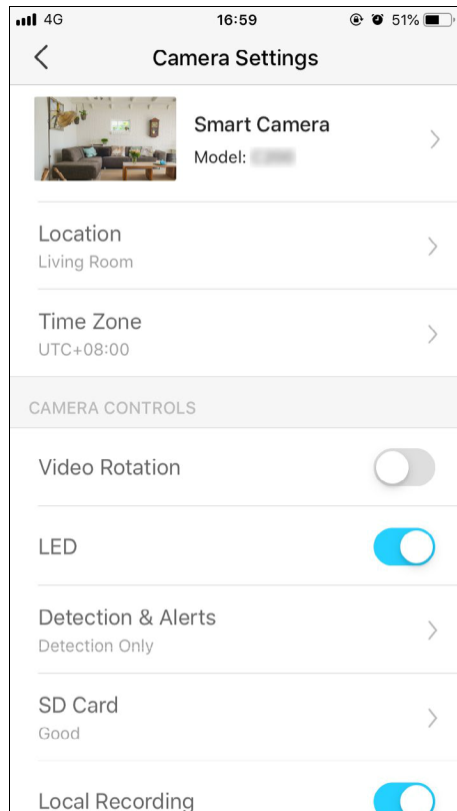 4G 16:59 51%
Camera Settings
Smart Camera
Model:
Location
Living Room
Time Zone
UTC+08:00
CAMERA CONTROLS
Video Rotation
LED
Detection & Alerts
Detection Only
SD Card
Good
Local Recording